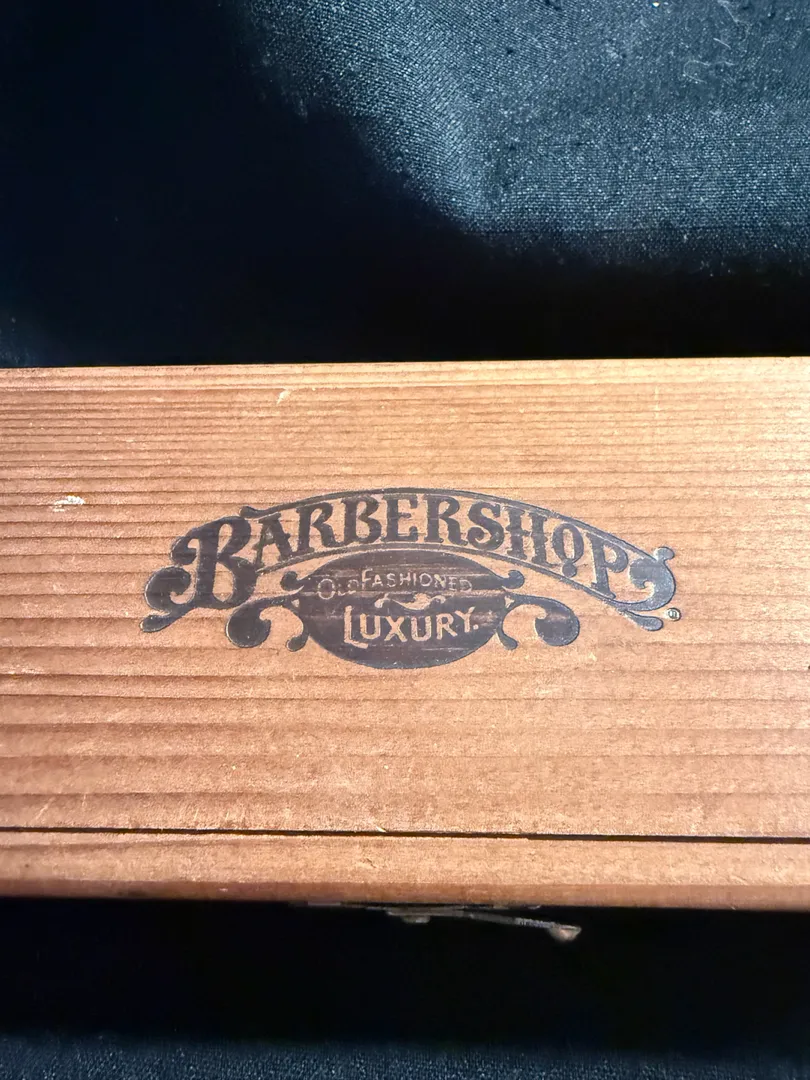 BARBERSHOP
OLD FASHIONED
LUXURY.
®